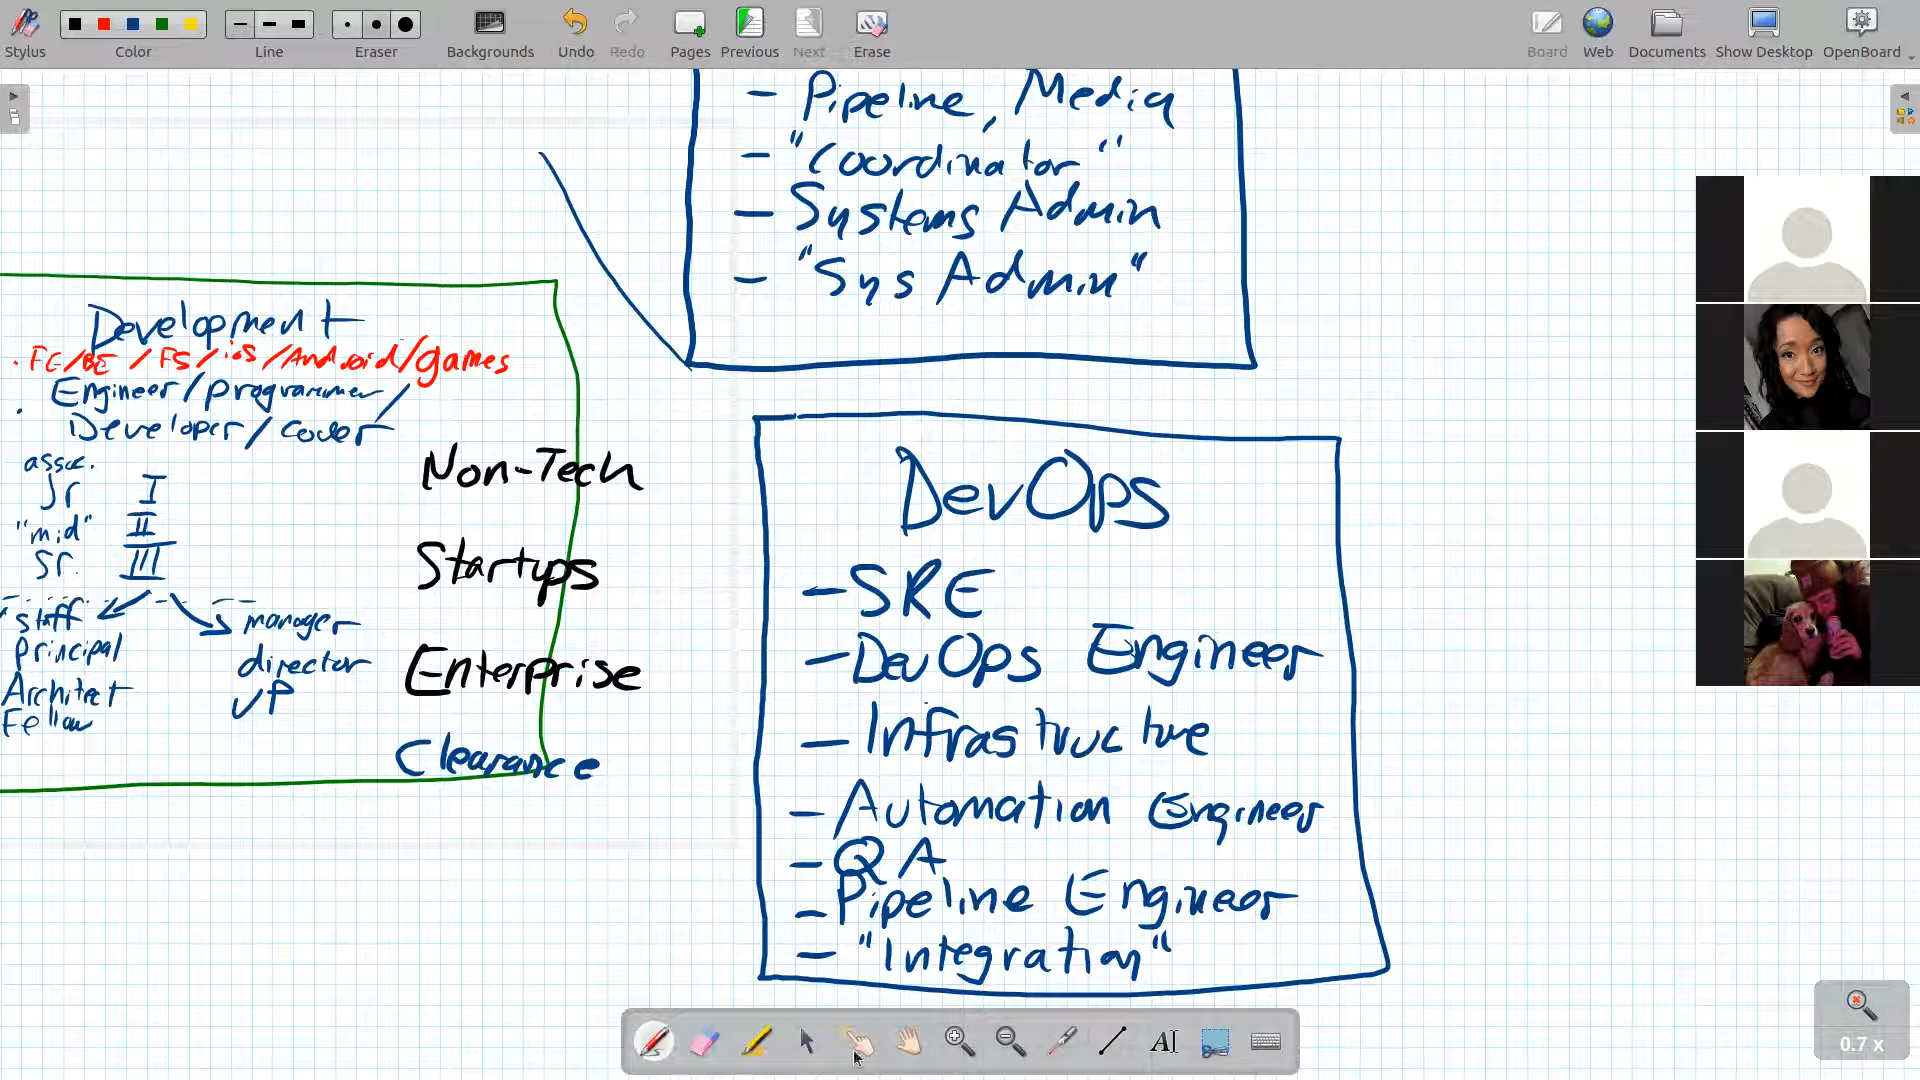 Stylus
Color
Line
Eraser
Backgrounds
Undo
Redo
Pages
Previous
Next
Erase
Board
Web
Documents
Show Desktop
OpenBoard
- Pipeline, Media
- "Coordinator"
- Systems Admin
- "Sys Admin"
Development
· FE/BE/FS/iOS/Android/games
· Engineer/programmer/
Developer/coder
assoc.
Jr I
"mid" II
Sr. III
staff
Principal
Architect
Fellow
manager
director
VP
Non-Tech
Startups
Enterprise
Clearance
DevOps
- SRE
- DevOps Engineer
- Infrastructure
- Automation Engineer
- QA
- Pipeline Engineer
- "Integration"
AI
0.7 x